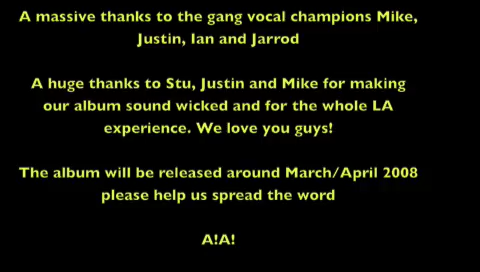 A massive thanks to the gang vocal champions Mike,
Justin, Ian and Jarrod
A huge thanks to Stu, Justin and Mike for making
our album sound wicked and for the whole LA
experience. We love you guys!
The album will be released around March/April 2008
please help us spread the word
A!A!